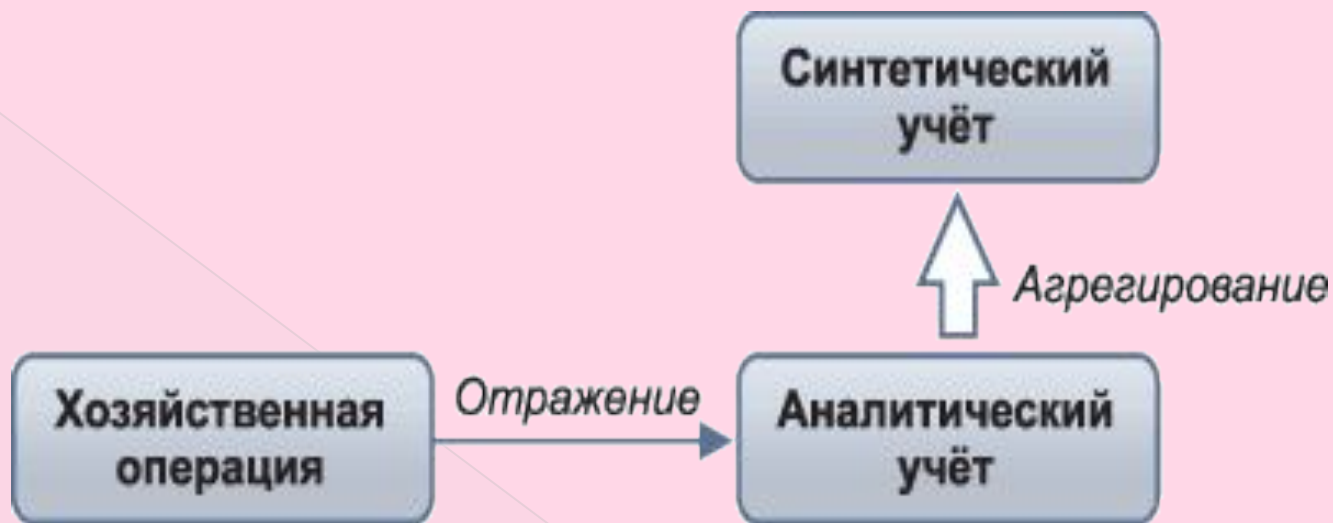 Синтетический
учёт
Агрегирование
Хозяйственная
операция
Отражение
Аналитический
учёт